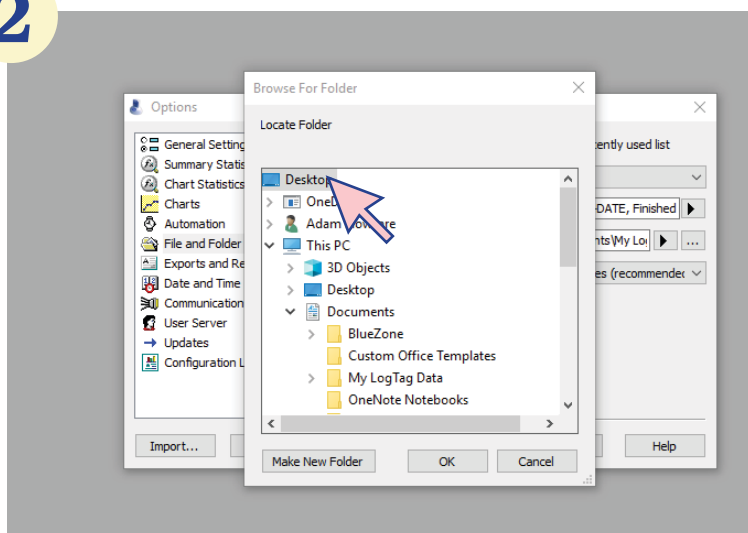 2
Options
General Setting
Summary Statis
Chart Statistics
Charts
Automation
File and Folder
Exports and Re
Date and Time
Communication
User Server
Updates
Configuration L
Import...
Browse For Folder
Locate Folder
Desktop
OneD
Adam
This PC
3D Objects
Desktop
Documents
BlueZone
Custom Office Templates
My LogTag Data
OneNote Notebooks
Make New Folder
OK
Cancel
ently used list
-DATE, Finished
nts\My Log
...
es (recommended
Help